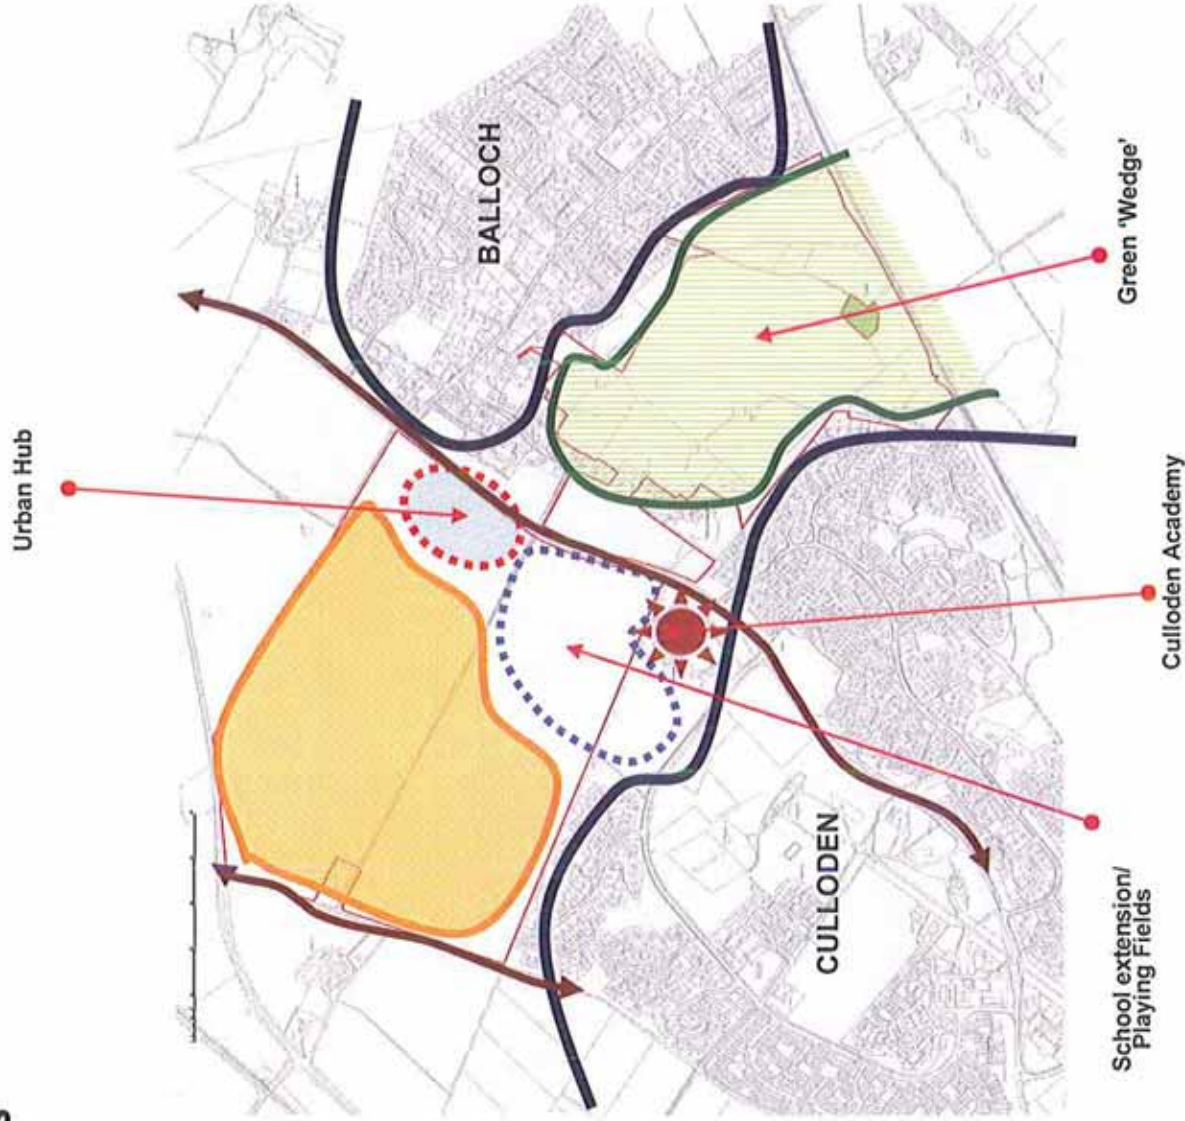 Urban Hub
BALLOCH
Green ‘Wedge’
Culloden Academy
CULLODEN
School extension/
Playing Fields